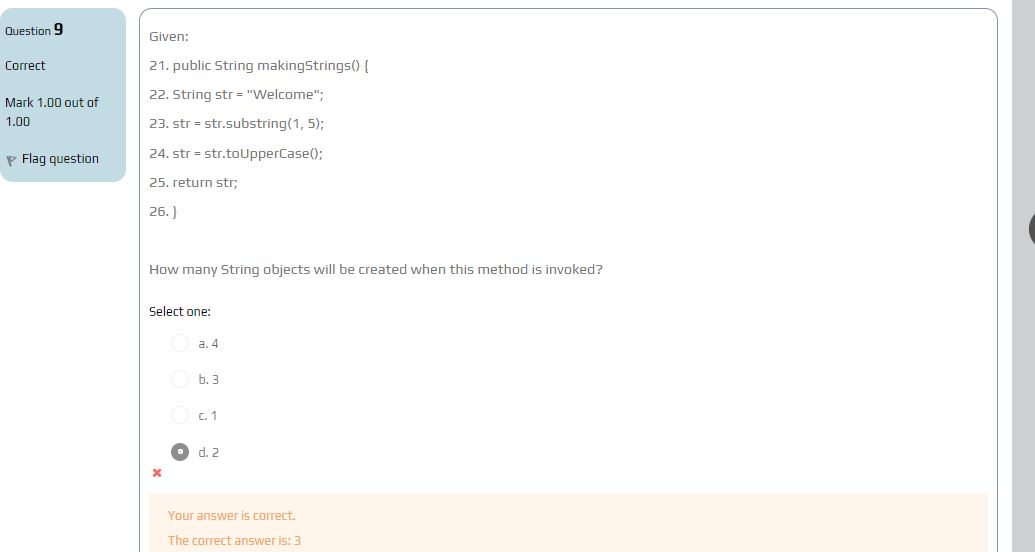 Question 9
Correct
Mark 1.00 out of
1.00
Flag question
Given:
21. public String makingStrings() {
22. String str = "Welcome";
23. str = str.substring(1, 5);
24. str = str.toUpperCase();
25. return str;
26. }
How many String objects will be created when this method is invoked?
Select one:
a. 4
b. 3
c. 1
d. 2
Your answer is correct.
The correct answer is: 3